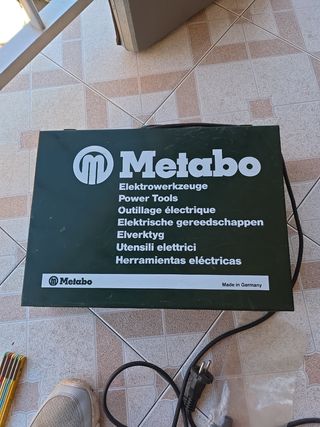 m Metabo
Elektrowerkzeuge
Power Tools
Outillage électrique
Elektrische gereedschappen
Elverktyg
Utensili elettrici
Herramientas eléctricas
m Metabo Made in Germany